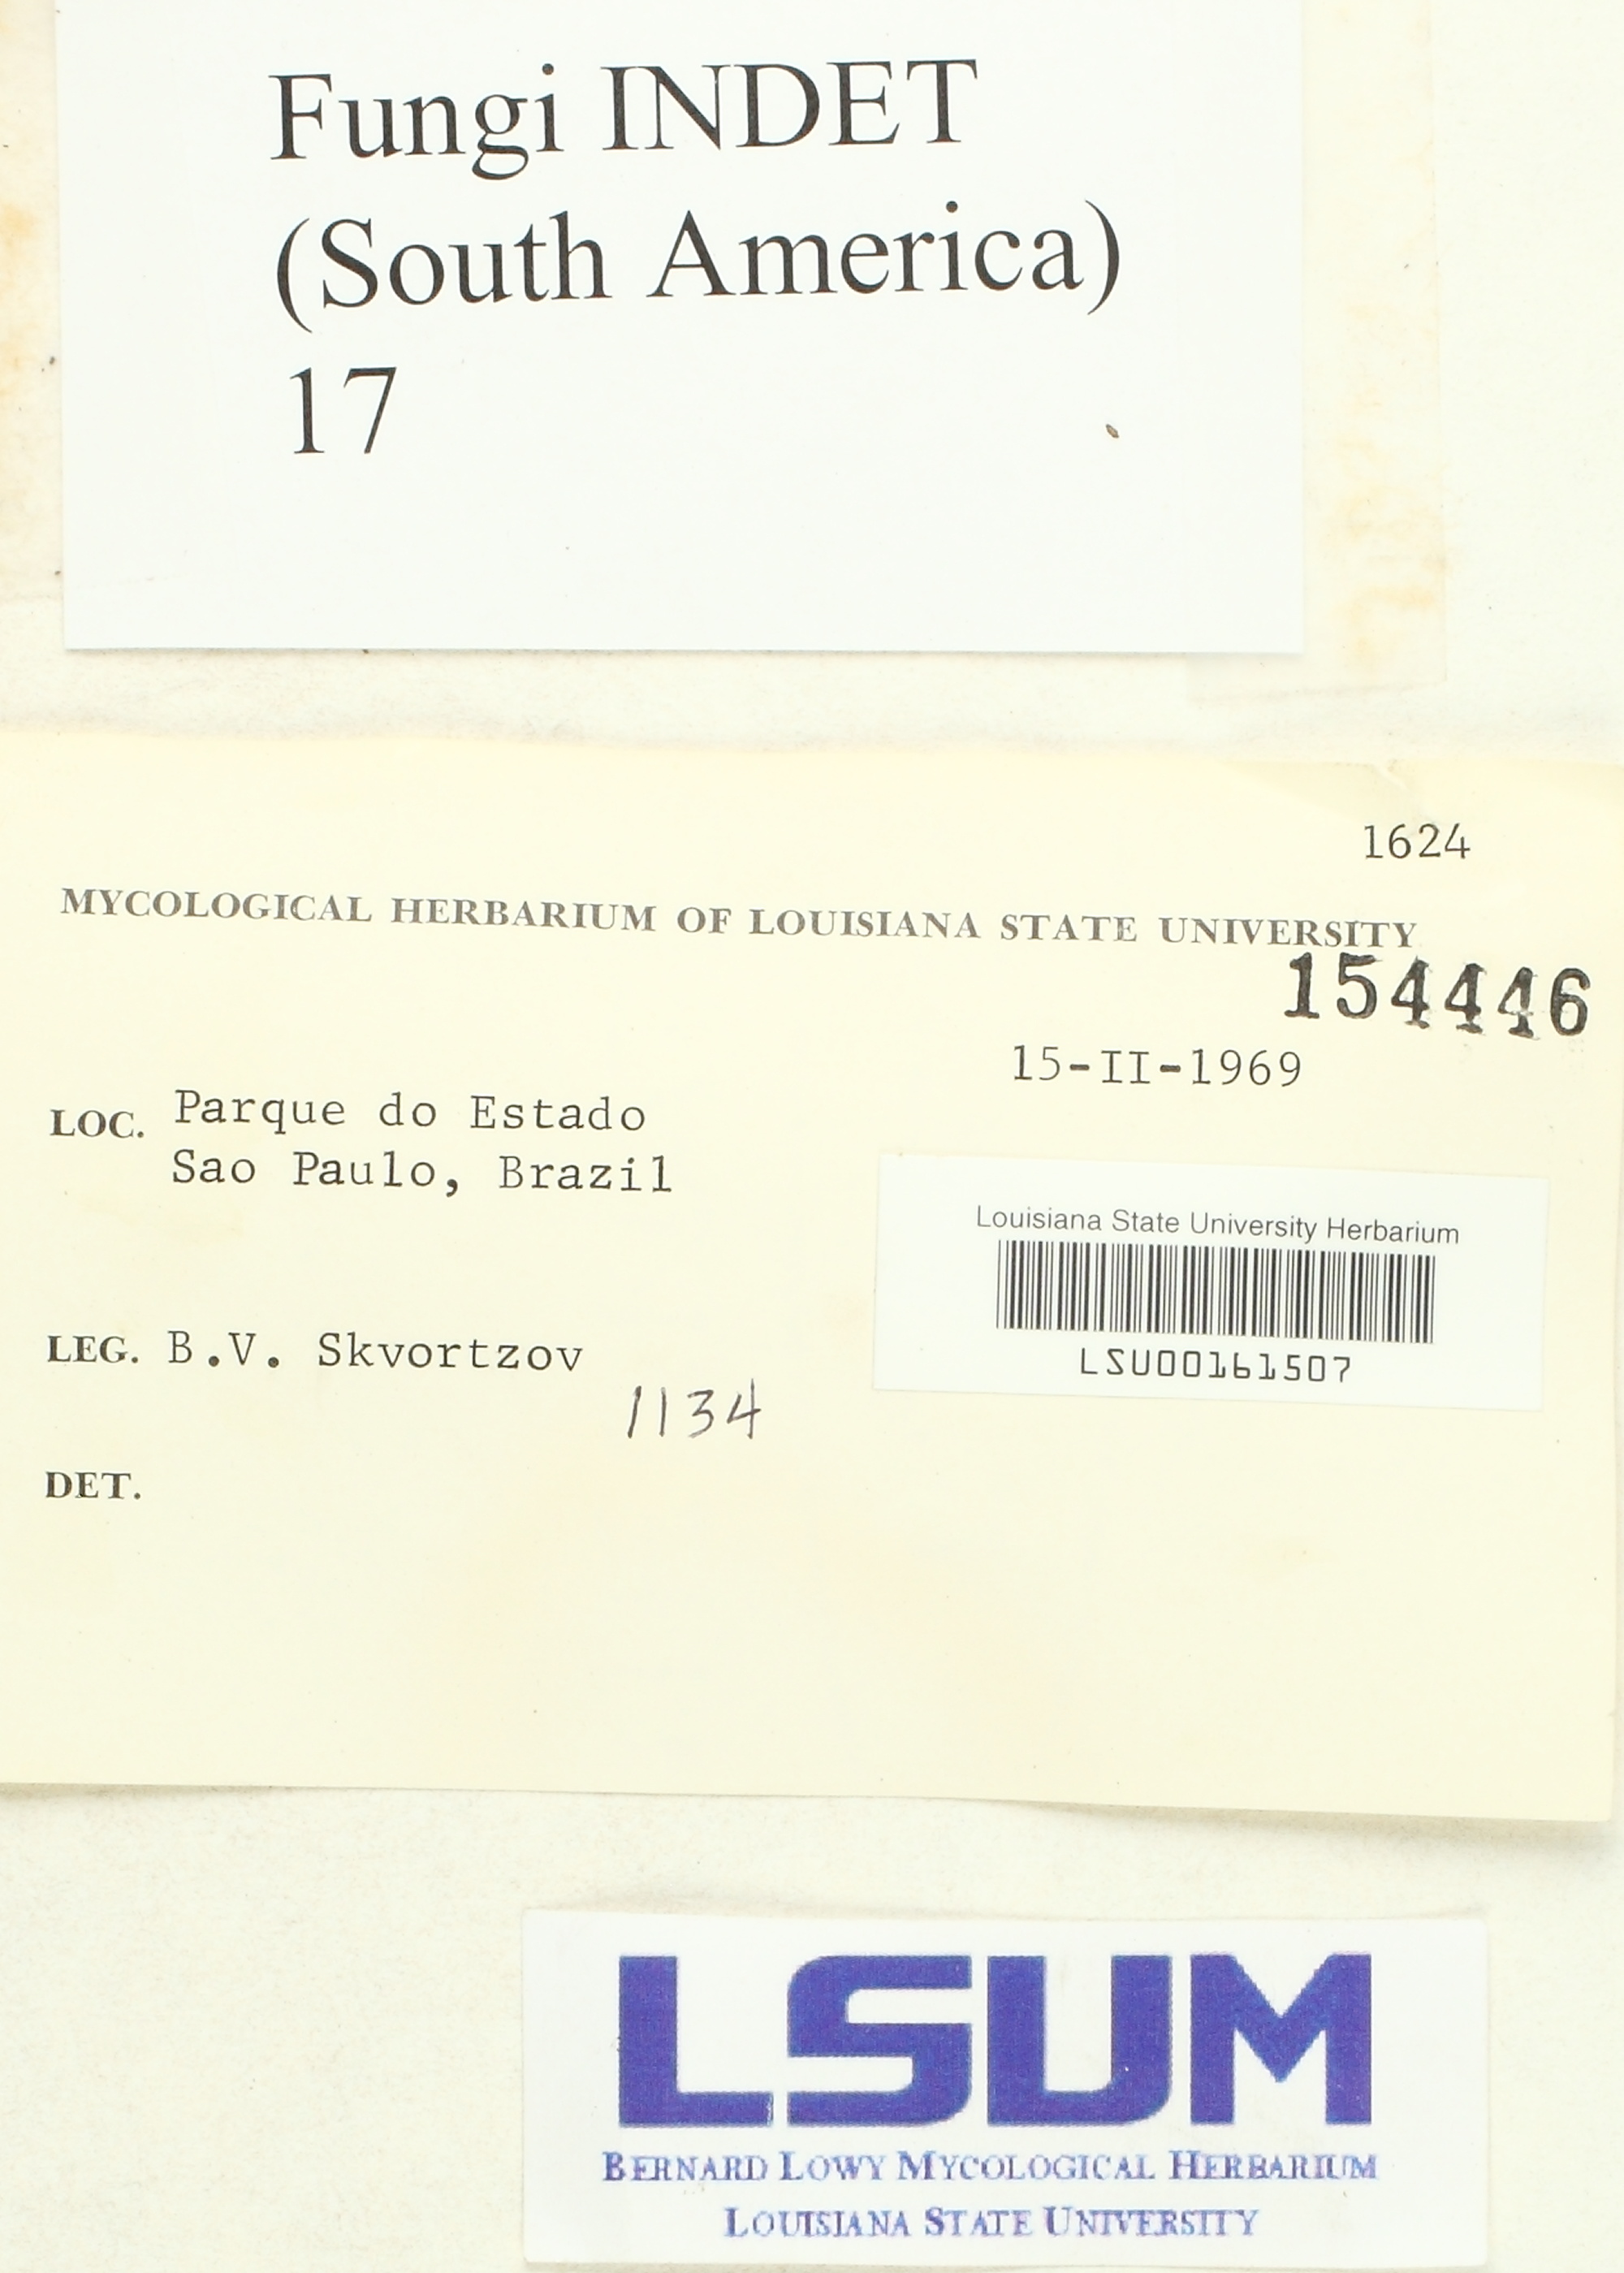 Fungi INDET
(South America)
17
1624
MYCOLOGICAL HERBARIUM OF LOUISIANA STATE UNIVERSITY
154446
15-II-1969
LOC. Parque do Estado
Sao Paulo, Brazil
Louisiana State University Herbarium
LSU00161507
LEG. B.V. Skvortzov
1134
DET.
LSUM
BERNARD LOWY MYCOLOGICAL HERBARIUM
LOUISIANA STATE UNIVERSITY